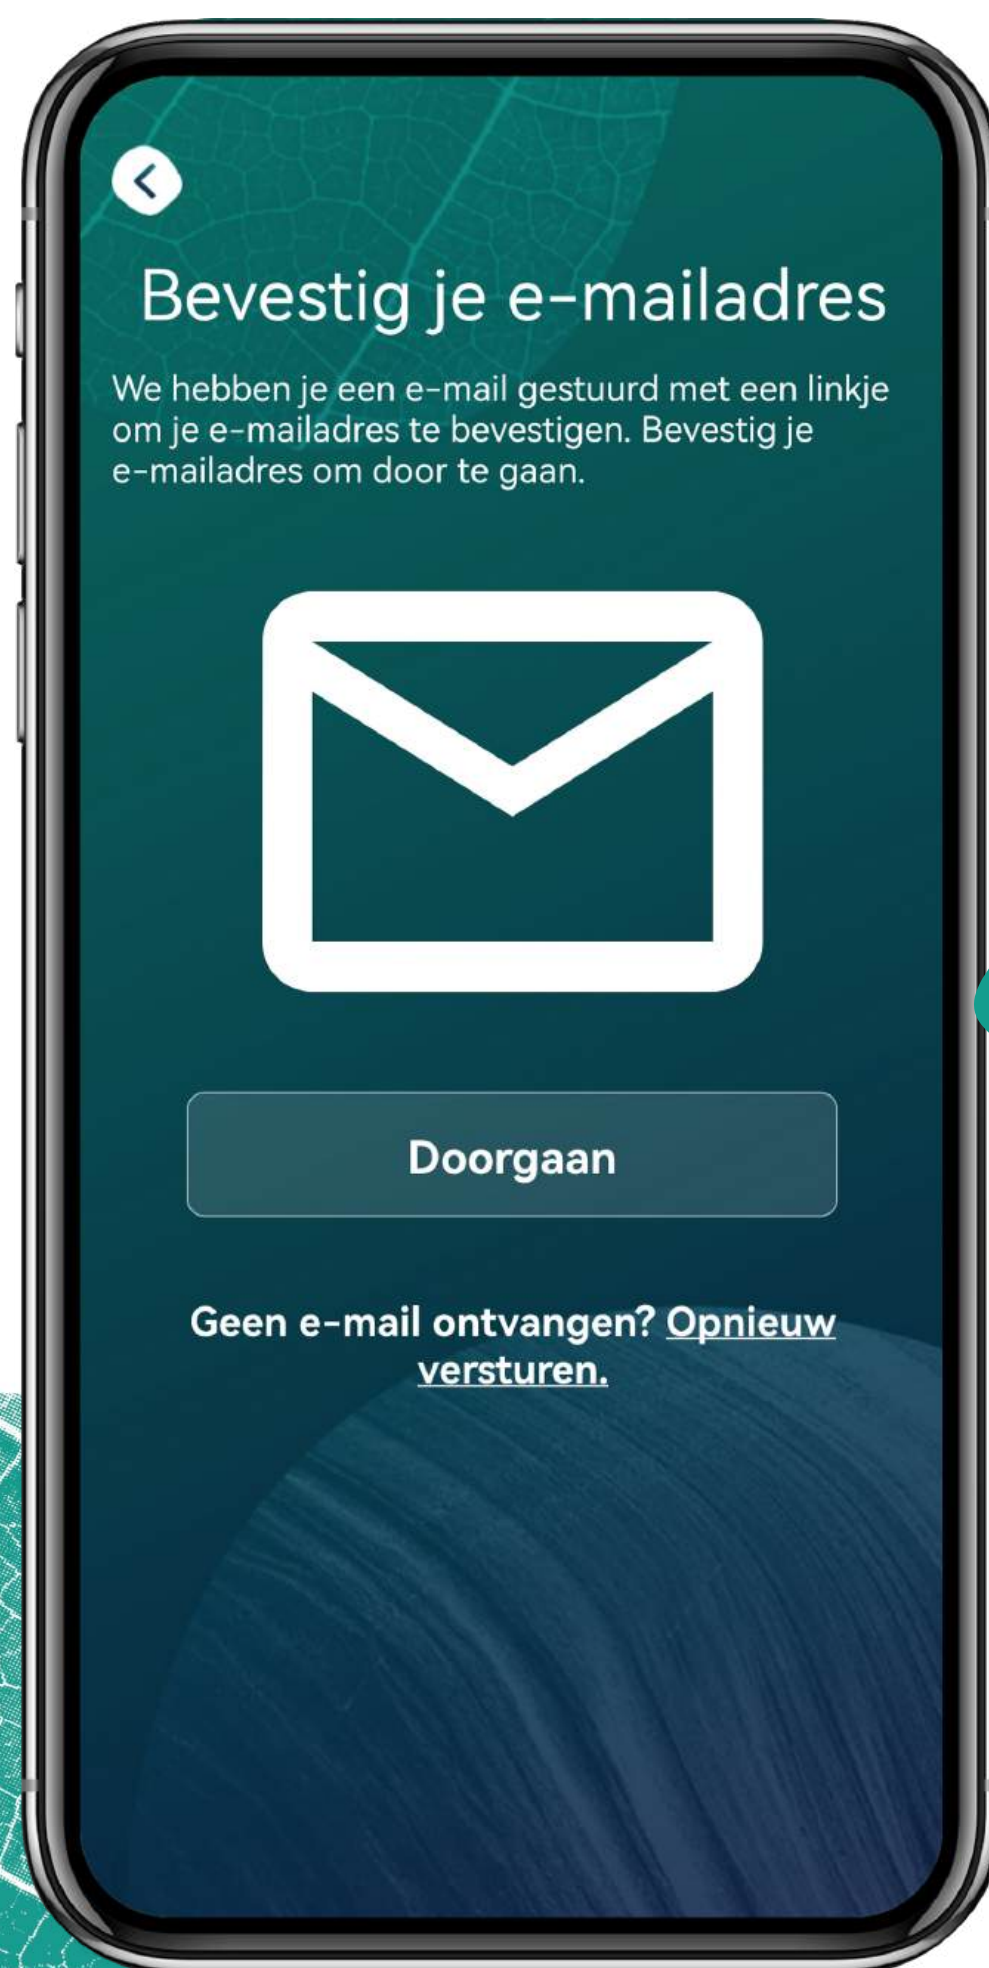 Bevestig je e-mailadres
We hebben je een e-mail gestuurd met een linkje
om je e-mailadres te bevestigen. Bevestig je
e-mailadres om door te gaan.
Doorgaan
Geen e-mail ontvangen? Opnieuw
versturen.